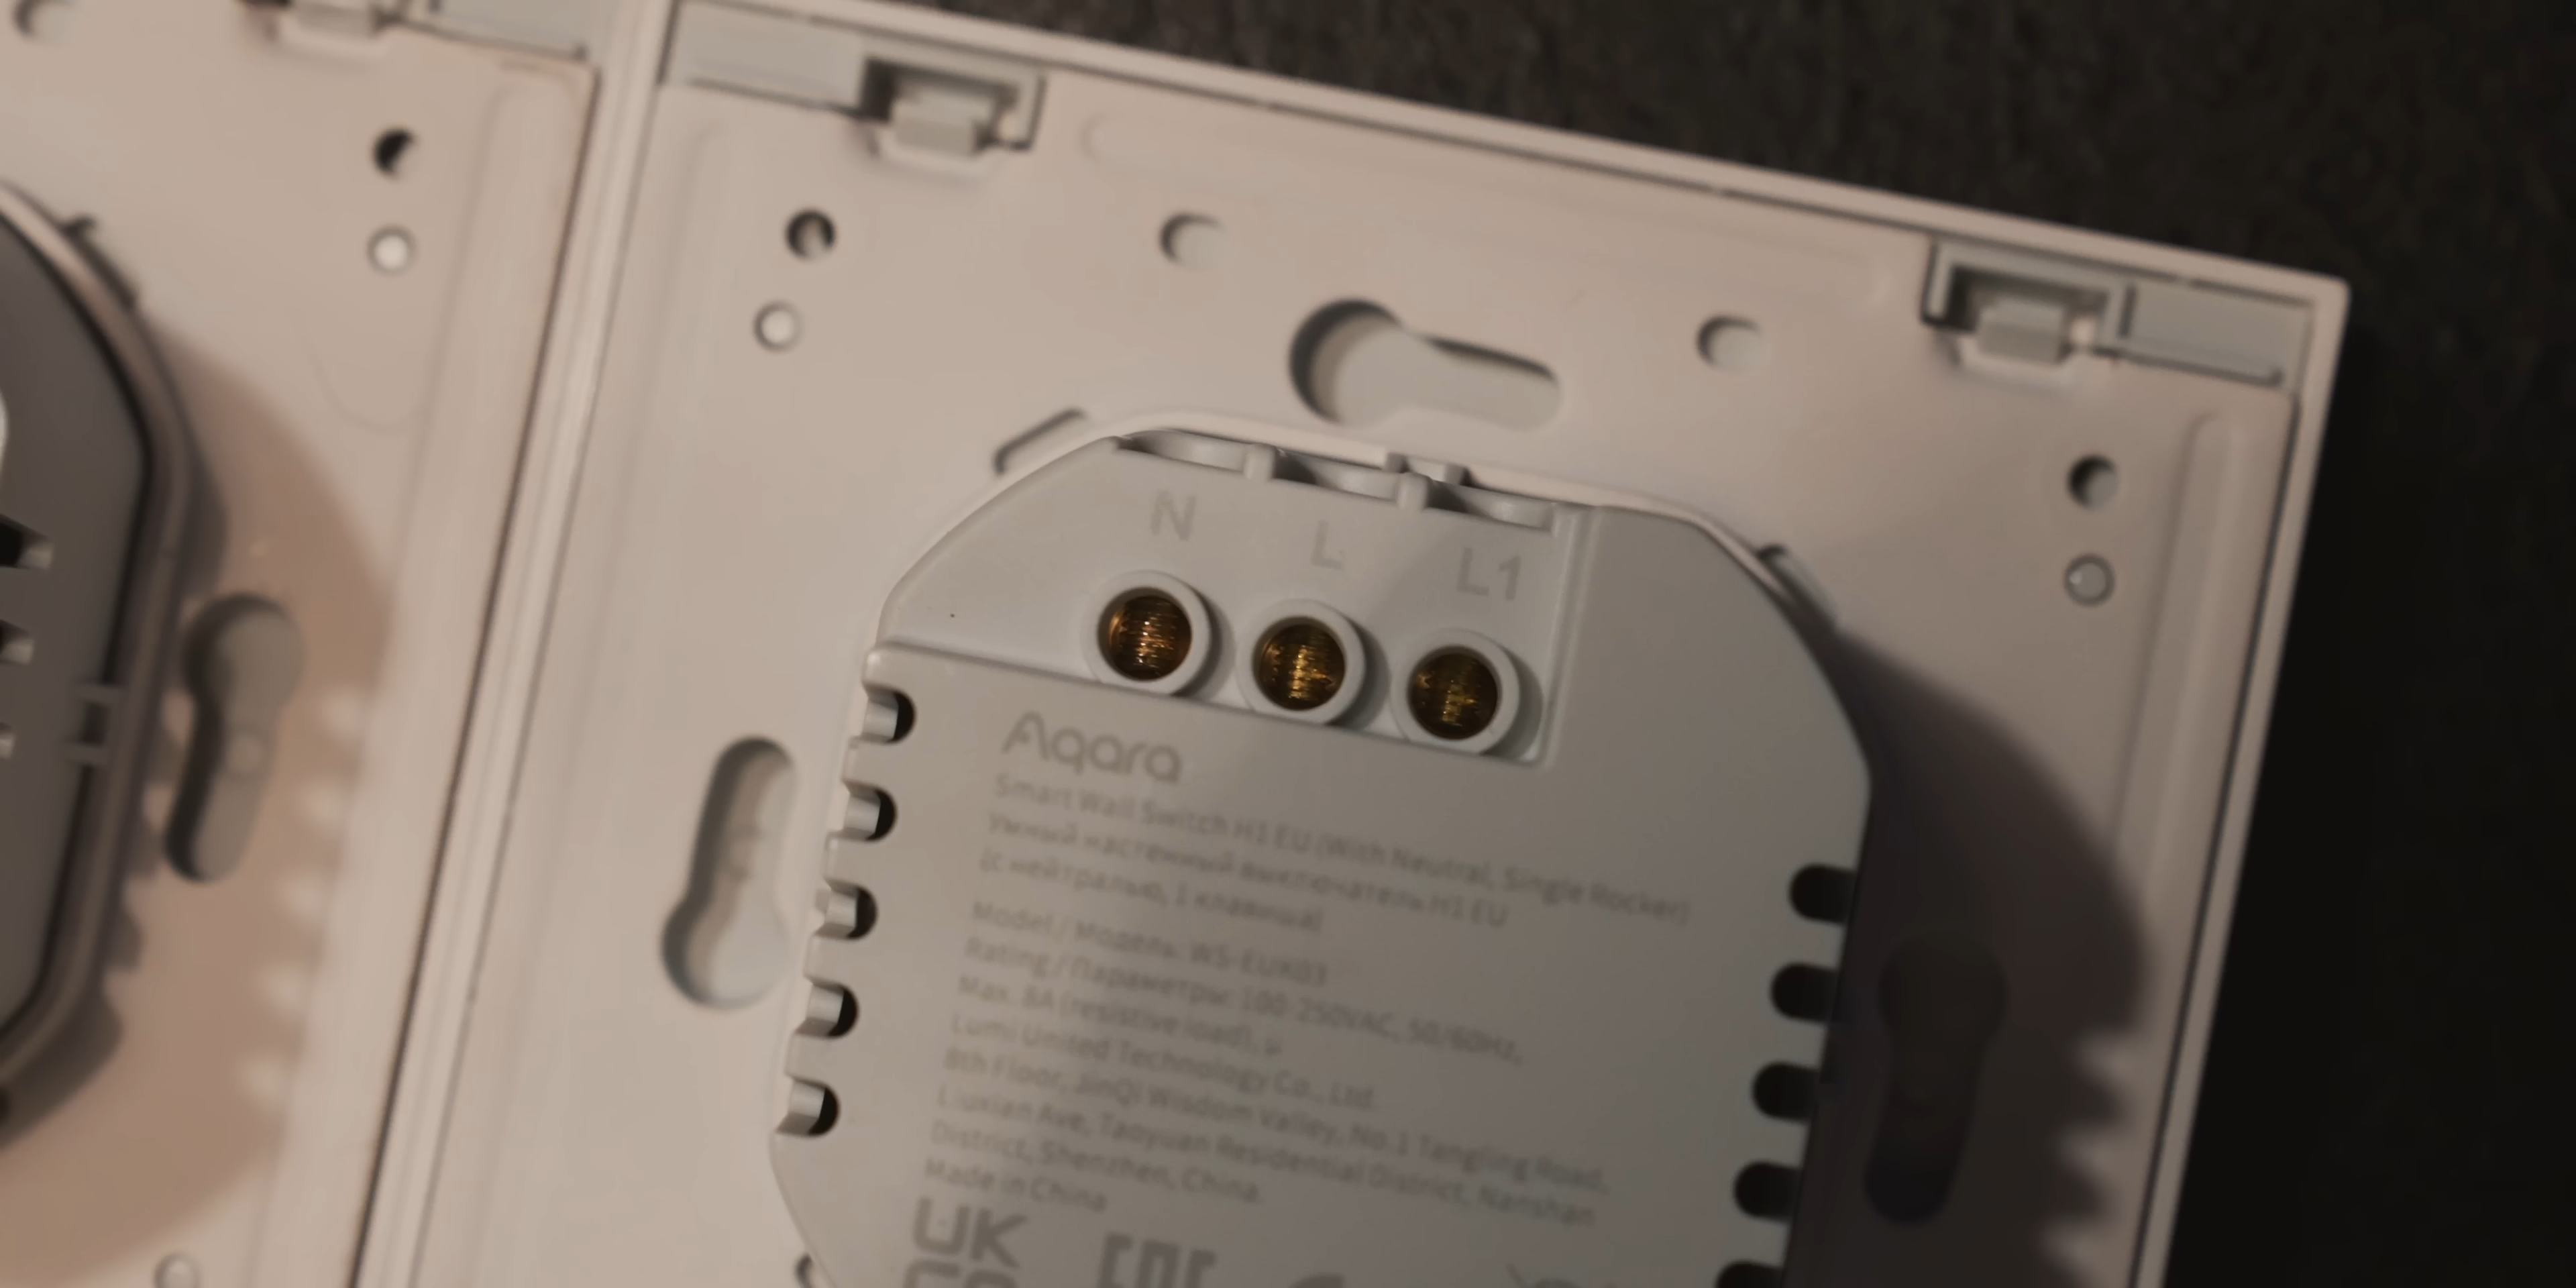 N L L1
Aqara
Smart Wall Switch H1 EU (With Neutral, Single Rocker)
Умный настенный выключатель H1 EU
(с нейтралью, 1 клавиша)
Model / Модель: WS-EUK03
Rating / Параметры: 100-250VAC, 50/60Hz,
Max. 8A (resistive load), μ
Lumi United Technology Co., Ltd.
8th Floor, JinQi Wisdom Valley, No.1 Tangling Road,
Liuxian Ave, Taoyuan Residential District, Nanshan
District, Shenzhen, China.
Made in China
UK
EAC